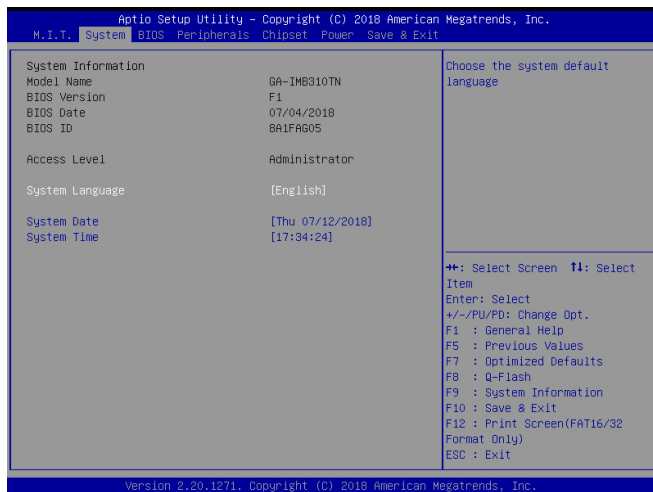 Aptio Setup Utility – Copyright (C) 2018 American Megatrends, Inc.
M.I.T. System BIOS Peripherals Chipset Power Save & Exit
System Information
Model Name GA-IMB310TN
BIOS Version F1
BIOS Date 07/04/2018
BIOS ID 8A1FAG05
Access Level Administrator
System Language [English]
System Date [Thu 07/12/2018]
System Time [17:34:24]
Choose the system default
language
→←: Select Screen ↑↓: Select
Item
Enter: Select
+/-/PU/PD: Change Opt.
F1 : General Help
F5 : Previous Values
F7 : Optimized Defaults
F8 : Q-Flash
F9 : System Information
F10 : Save & Exit
F12 : Print Screen(FAT16/32
Format Only)
ESC : Exit
Version 2.20.1271. Copyright (C) 2018 American Megatrends, Inc.